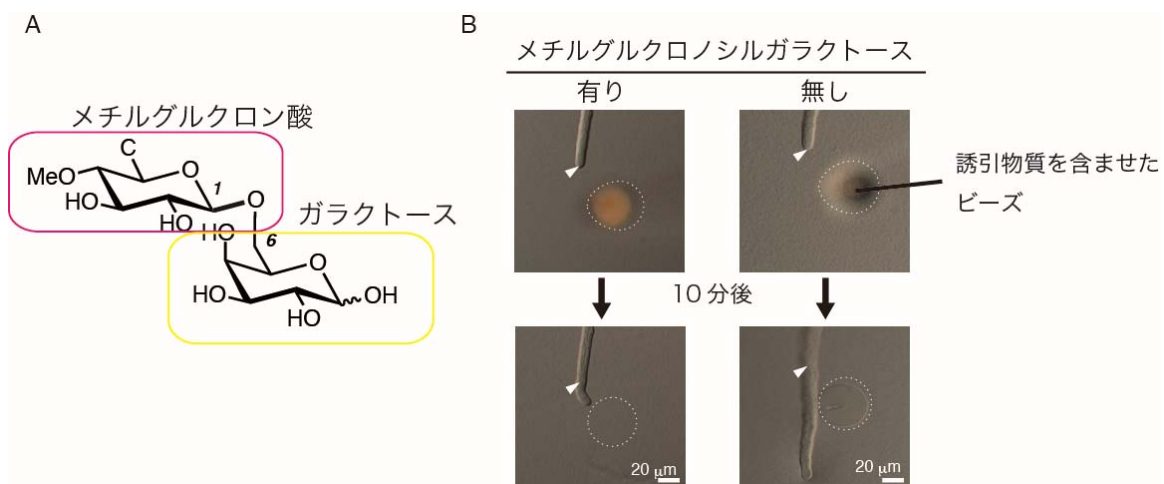 A
メチルグルクロン酸
C
MeO
O
1
HO
O
HO
ガラクトース
HO
6
O
HO
OH
HO
B
メチルグルクロノシルガラクトース
有り
無し
誘引物質を含ませた
ビーズ
10 分後
20 μm
20 μm